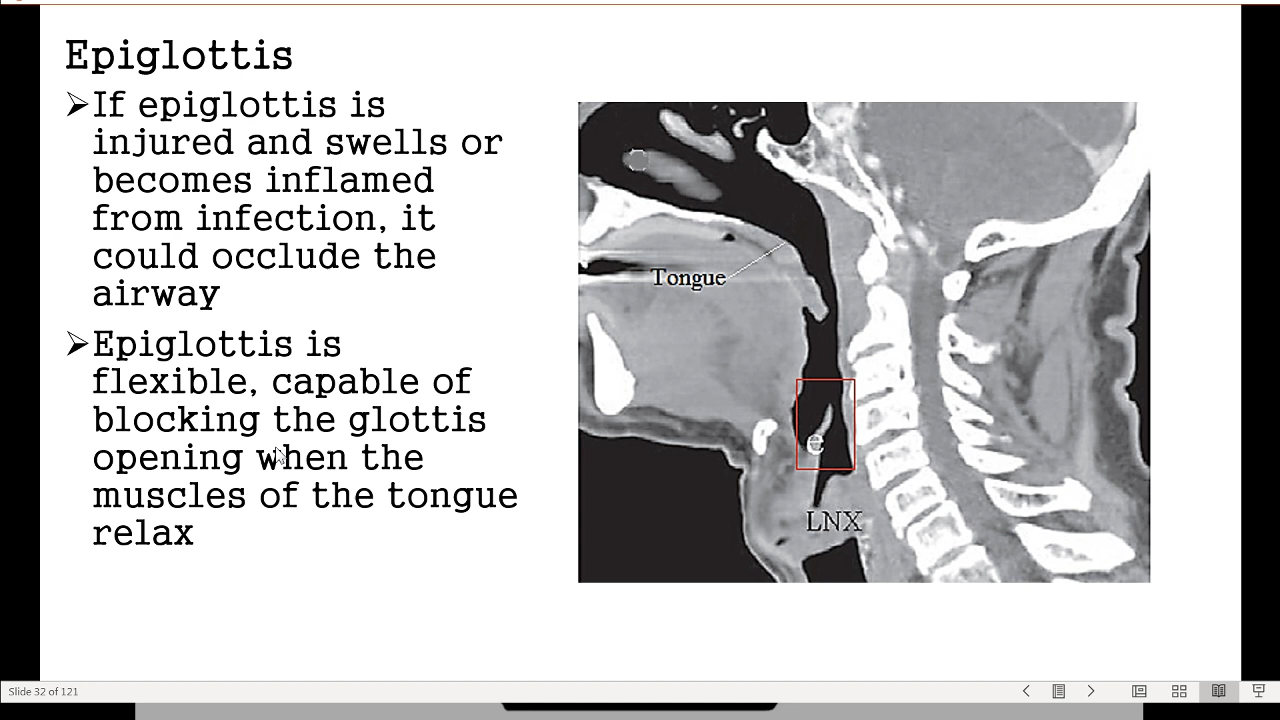 Epiglottis
➢If epiglottis is
injured and swells or
becomes inflamed
from infection, it
could occlude the
airway
➢Epiglottis is
flexible, capable of
blocking the glottis
opening when the
muscles of the tongue
relax
Tongue
e
LNX
Slide 32 of 121